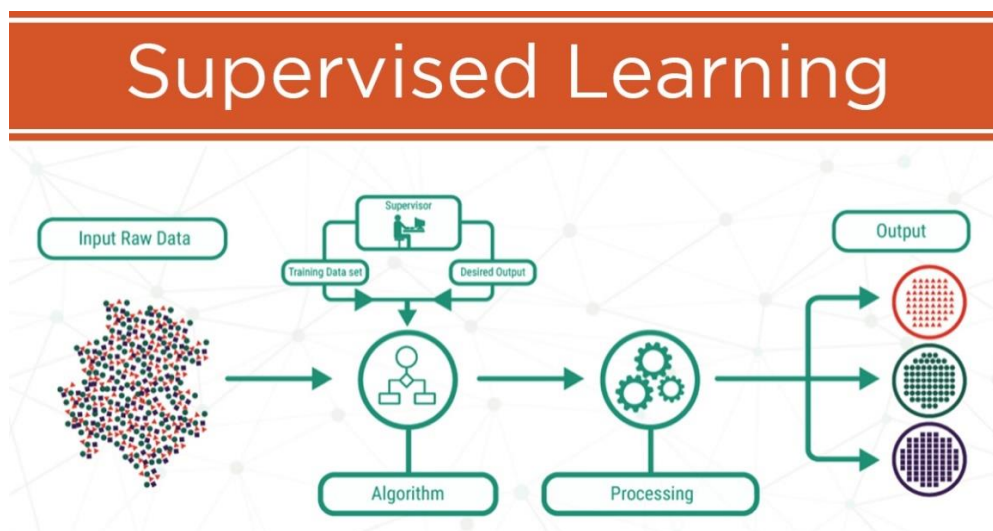 Supervised Learning
Input Raw Data
Supervisor
Training Data set
Desired Output
Algorithm
Processing
Output